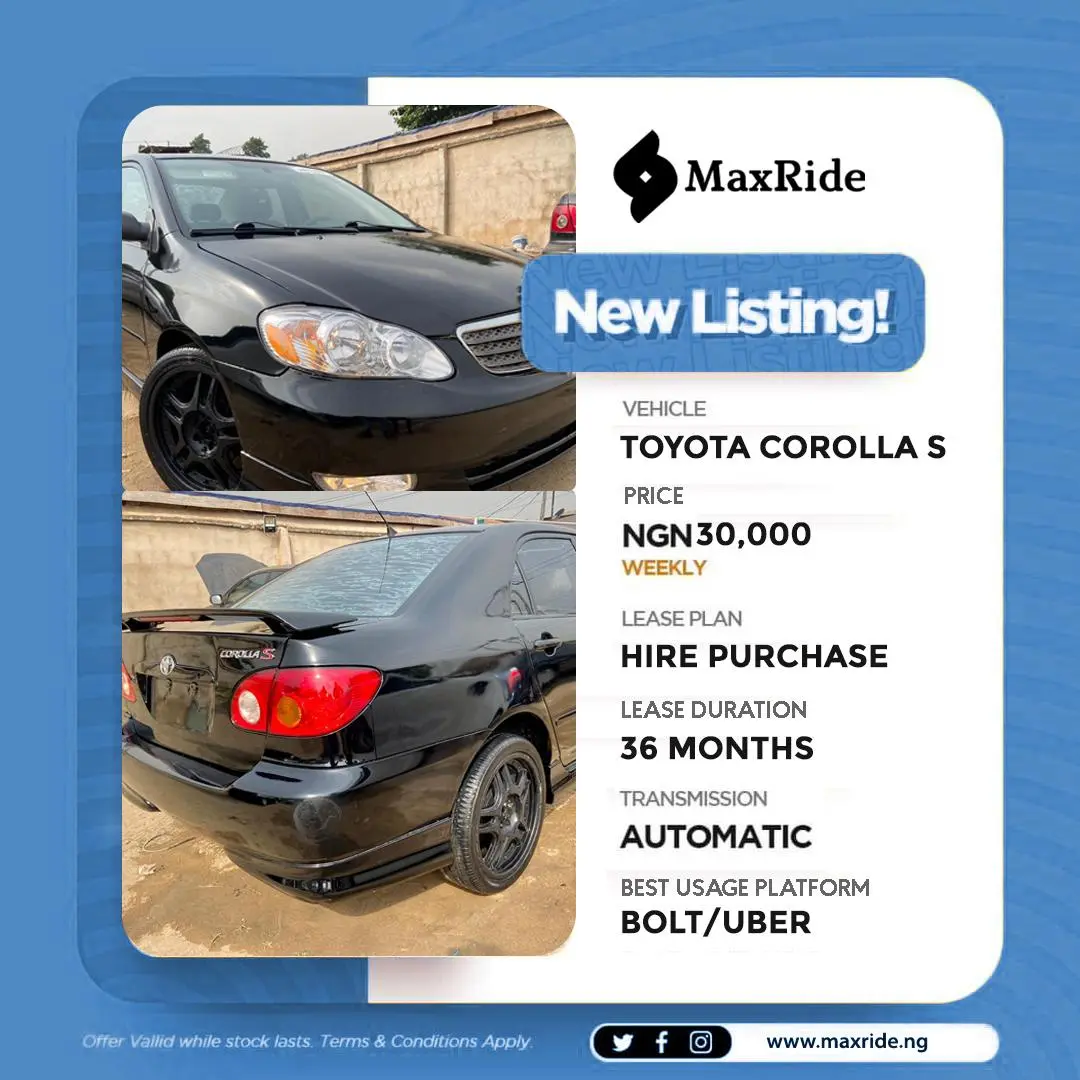 MaxRide
New Listing!
VEHICLE
TOYOTA COROLLA S
PRICE
NGN30,000
WEEKLY
LEASE PLAN
HIRE PURCHASE
LEASE DURATION
36 MONTHS
TRANSMISSION
AUTOMATIC
BEST USAGE PLATFORM
BOLT/UBER
COROLLA S
Offer Vallid while stock lasts. Terms & Conditions Apply.
www.maxride.ng